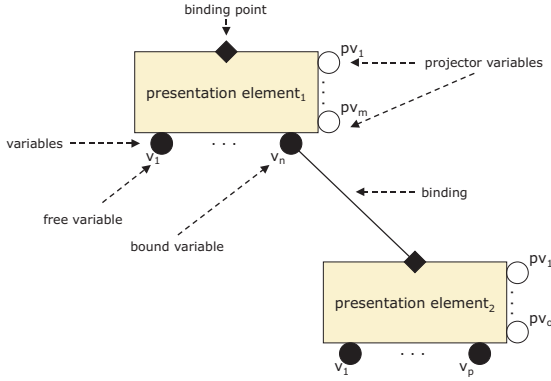 binding point
pv1
presentation element1
projector variables
pvm
variables
v1 . . . vn
free variable
binding
bound variable
pv1
presentation element2
pvo
v1 . . . vp